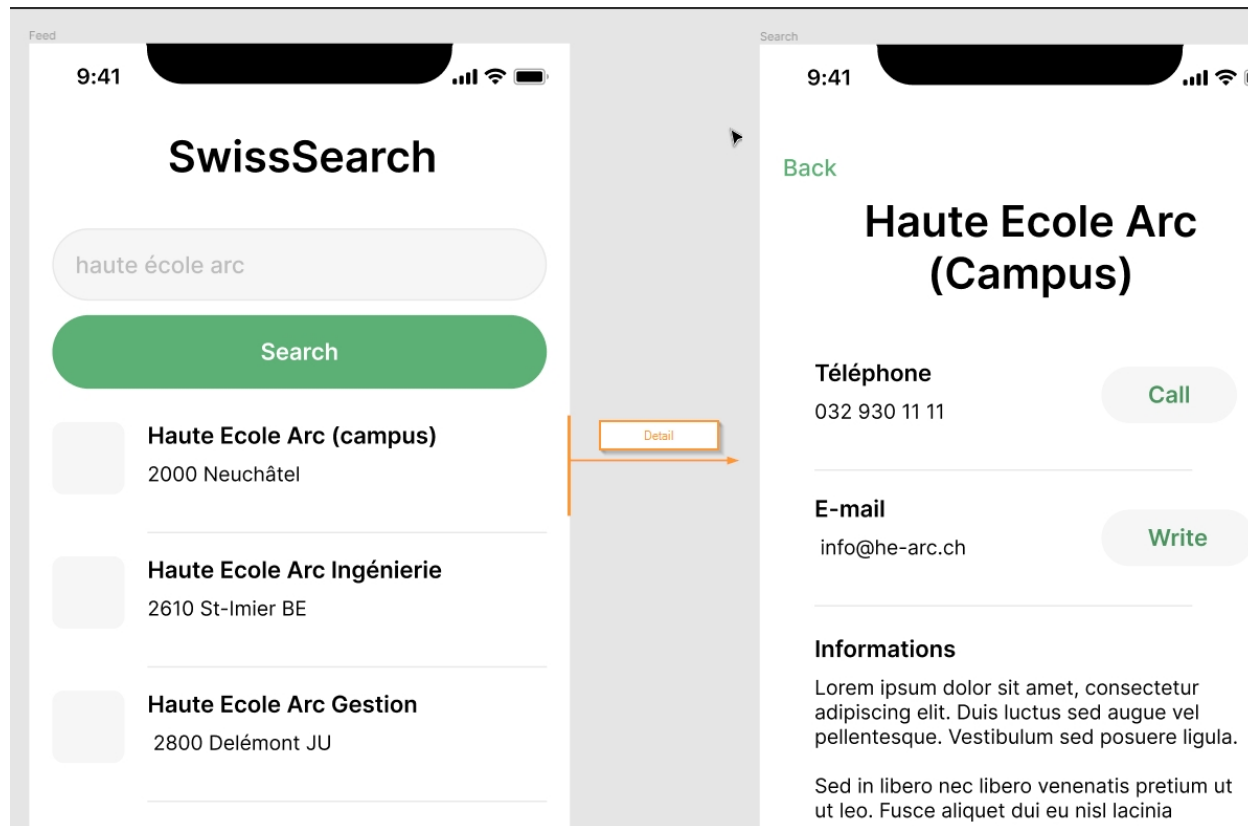 Feed
9:41
SwissSearch
haute école arc
Search
Haute Ecole Arc (campus)
2000 Neuchâtel
Haute Ecole Arc Ingénierie
2610 St-Imier BE
Haute Ecole Arc Gestion
2800 Delémont JU
Detail
Search
9:41
Back
Haute Ecole Arc
(Campus)
Téléphone
032 930 11 11
Call
E-mail
info@he-arc.ch
Write
Informations
Lorem ipsum dolor sit amet, consectetur
adipiscing elit. Duis luctus sed augue vel
pellentesque. Vestibulum sed posuere ligula.
Sed in libero nec libero venenatis pretium ut
ut leo. Fusce aliquet dui eu nisl lacinia